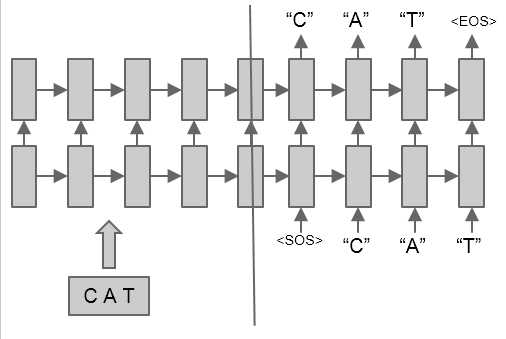 “C” “A” “T” <EOS>
<SOS> “C” “A” “T”
C A T